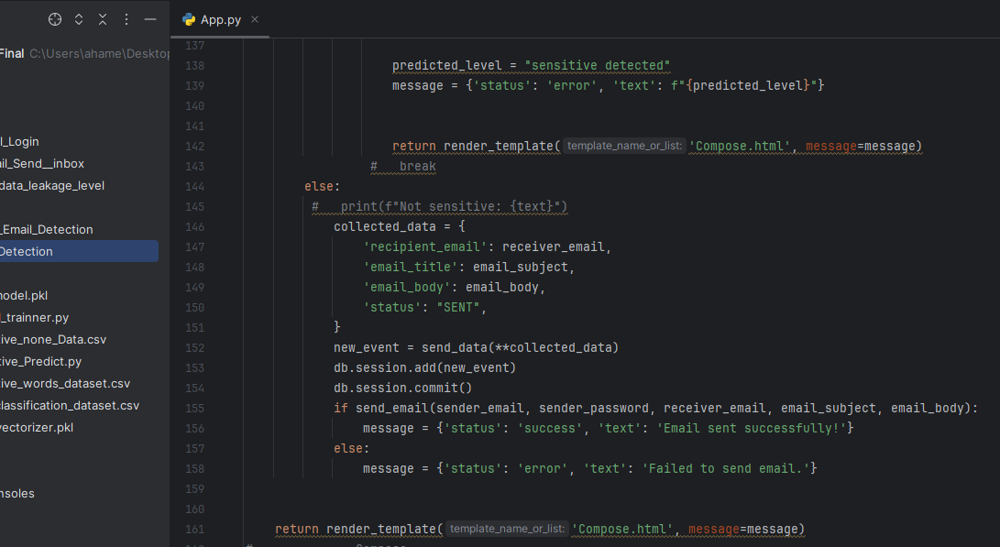 App.py ×
Final C:\Users\ahame\Desktop
l_Login
ail_Send__inbox
data_leakage_level
_Email_Detection
Detection
model.pkl
l_trainner.py
tive_none_Data.csv
tive_Predict.py
tive_words_dataset.csv
classification_dataset.csv
vectorizer.pkl
nsoles
137
138 predicted_level = "sensitive detected"
139 message = {'status': 'error', 'text': f"{predicted_level}"}
140
141
142 return render_template( template_name_or_list: 'Compose.html', message=message)
143 # break
144 else:
145 # print(f"Not sensitive: {text}")
146 collected_data = {
147 'recipient_email': receiver_email,
148 'email_title': email_subject,
149 'email_body': email_body,
150 'status': "SENT",
151 }
152 new_event = send_data(**collected_data)
153 db.session.add(new_event)
154 db.session.commit()
155 if send_email(sender_email, sender_password, receiver_email, email_subject, email_body):
156 message = {'status': 'success', 'text': 'Email sent successfully!'}
157 else:
158 message = {'status': 'error', 'text': 'Failed to send email.'}
159
160
161 return render_template( template_name_or_list: 'Compose.html', message=message)